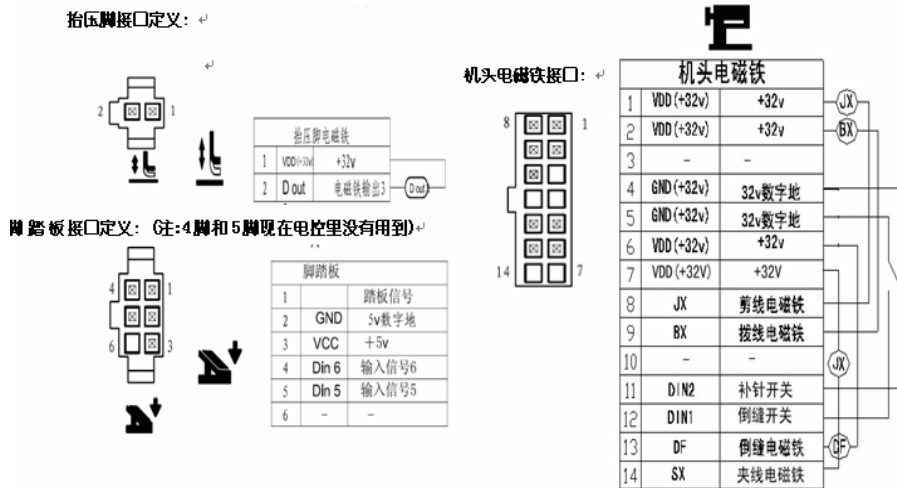 抬压脚接口定义：
2
1
抬压脚电磁铁
1 VDD(+32v) +32v
2 D out 电磁铁输出3 D out
脚踏板接口定义：(注:4脚和5脚现在电控里没有用到)
4
1
6
3
脚踏板
1 踏板信号
2 GND 5v数字地
3 VCC +5v
4 Din 6 输入信号6
5 Din 5 输入信号5
6 - -
机头电磁铁接口：
8
1
14
7
机头电磁铁
1 VDD(+32v) +32v JX
2 VDD(+32v) +32v BX
3 - -
4 GND(+32v) 32v数字地
5 GND(+32v) 32v数字地
6 VDD(+32v) +32v
7 VDD(+32V) +32V
8 JX 剪线电磁铁
9 BX 拨线电磁铁
10 - - JX
11 DIN2 补针开关
12 DIN1 倒缝开关
13 DF 倒缝电磁铁 DF
14 SX 夹线电磁铁